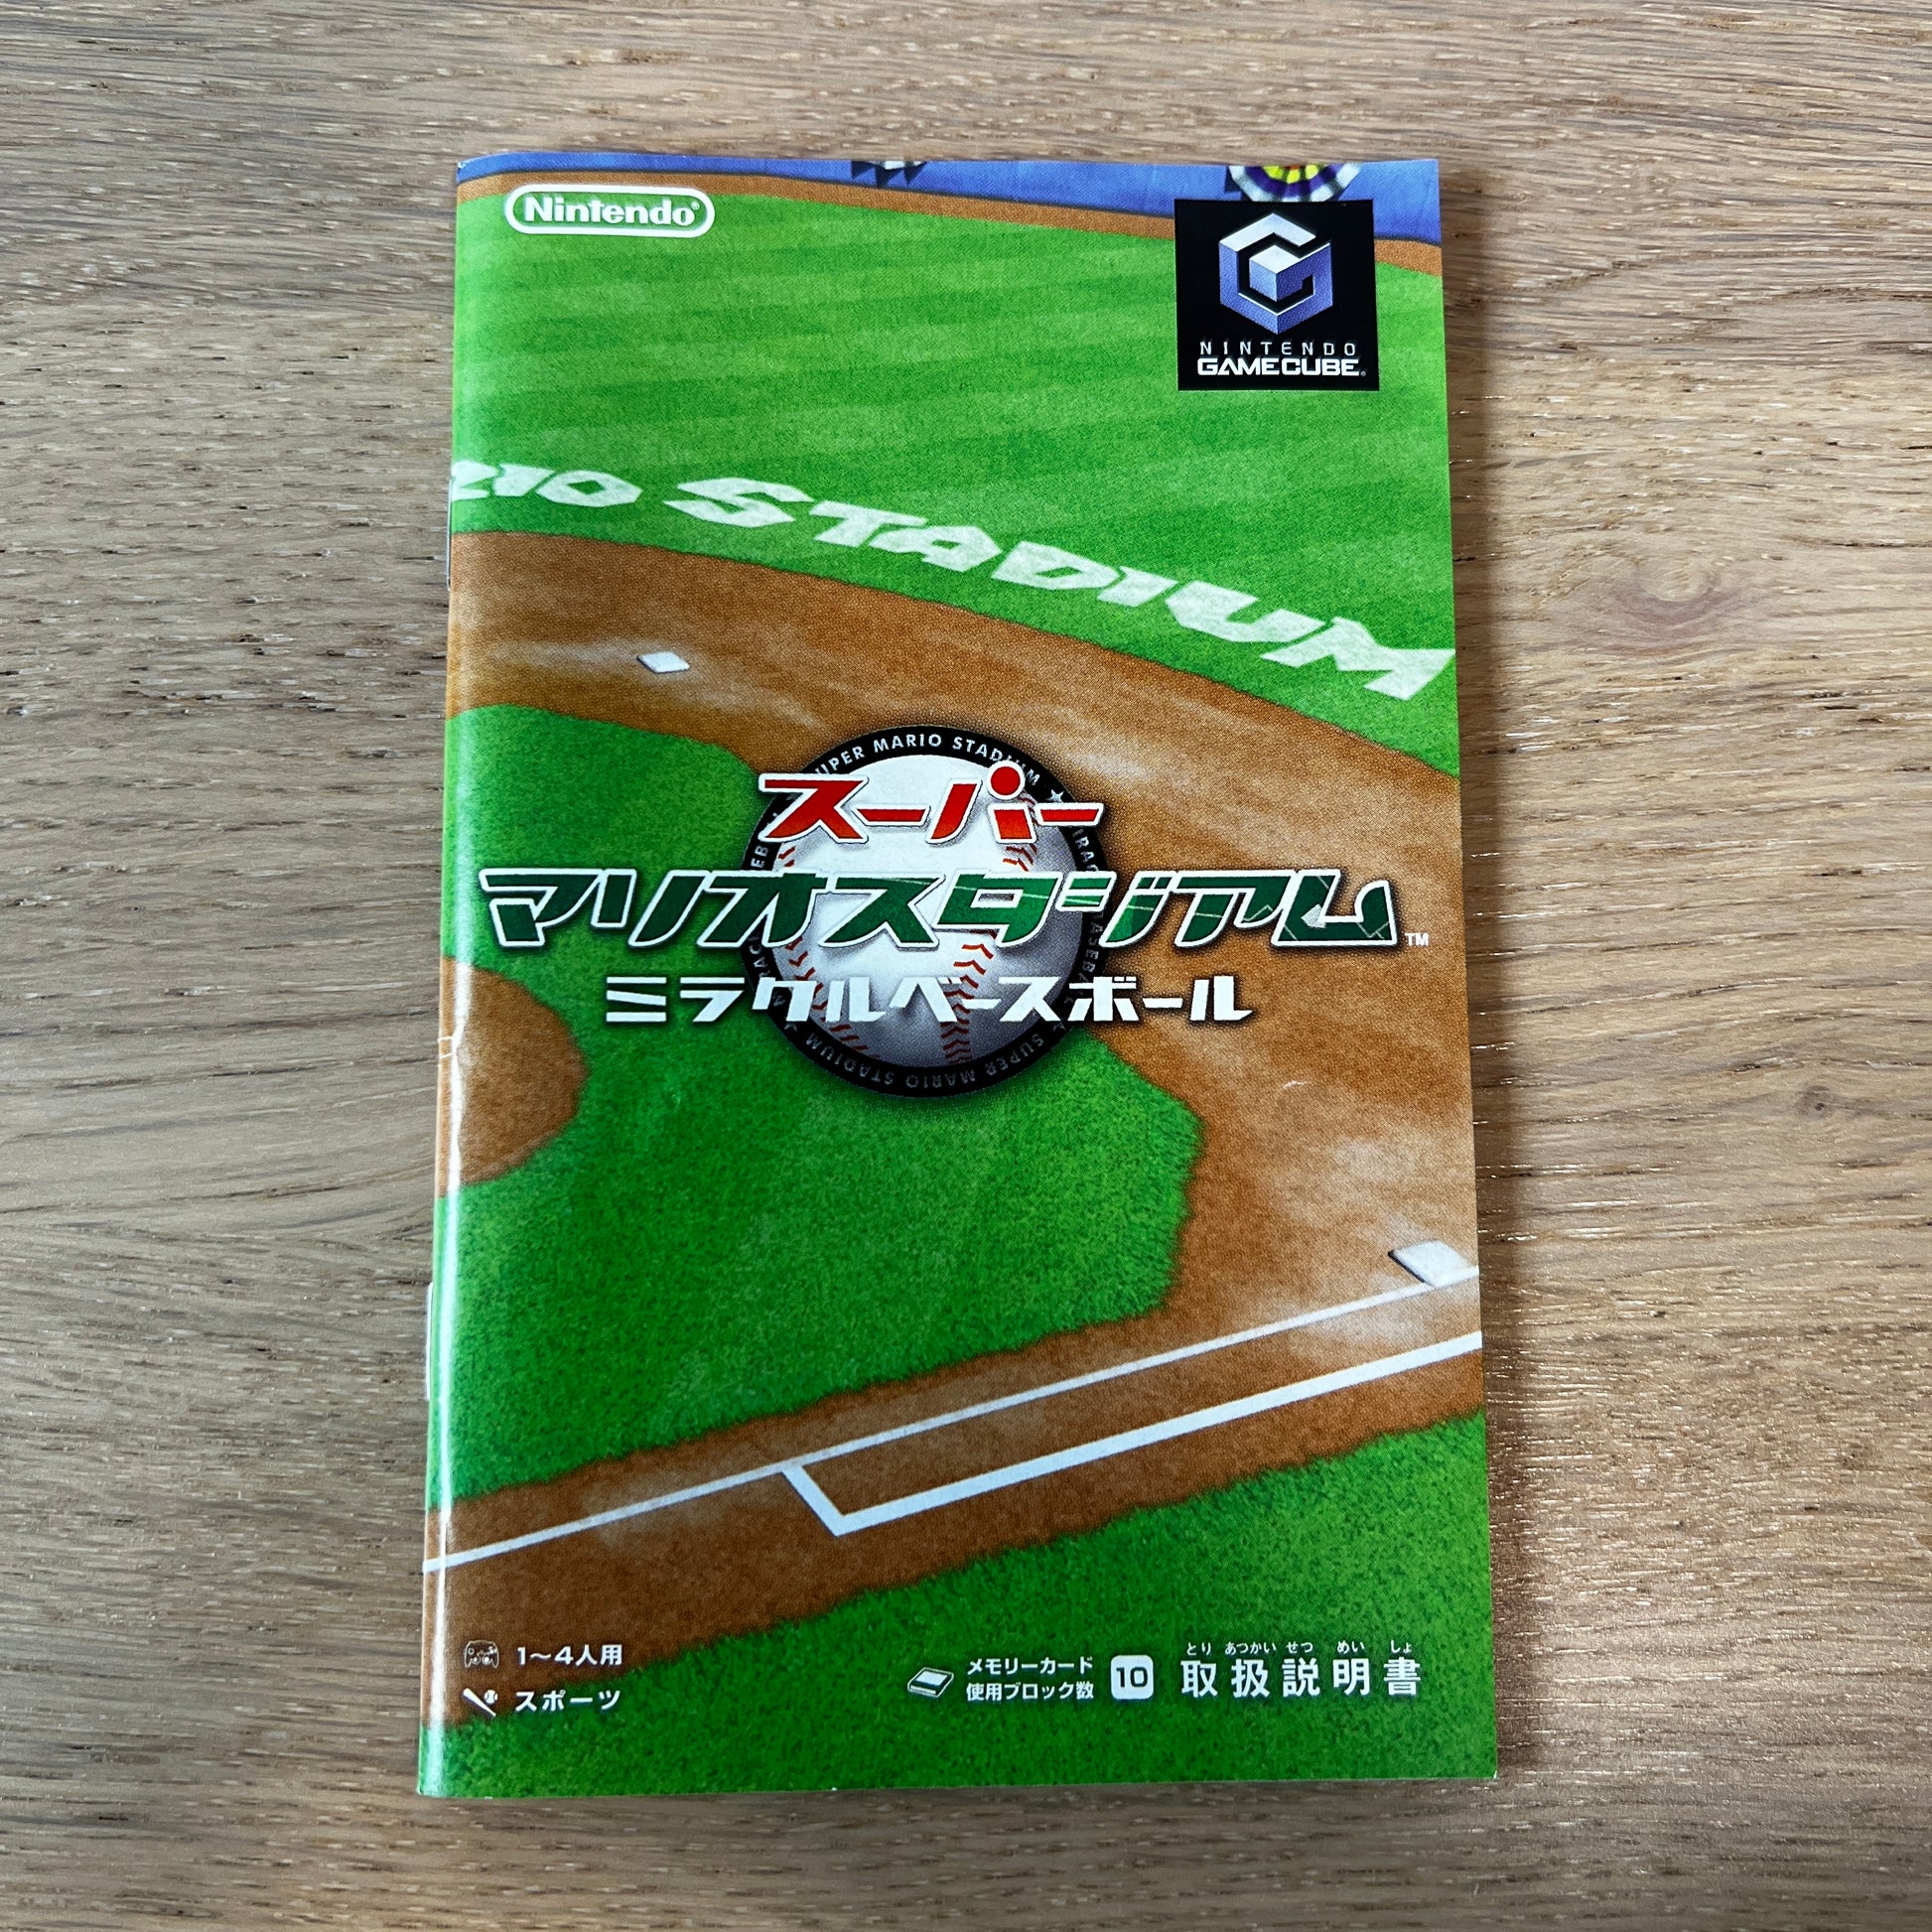 Nintendo®
NINTENDO
GAMECUBE®
STADIUM
SUPER MARIO STADIUM
スーパー
マリオスタジアム™
ミラクルベースボール
SUPER MARIO STADIUM
1〜4人用
スポーツ
メモリーカード
使用ブロック数
10
とり あつかい せつ めい しょ
取扱説明書